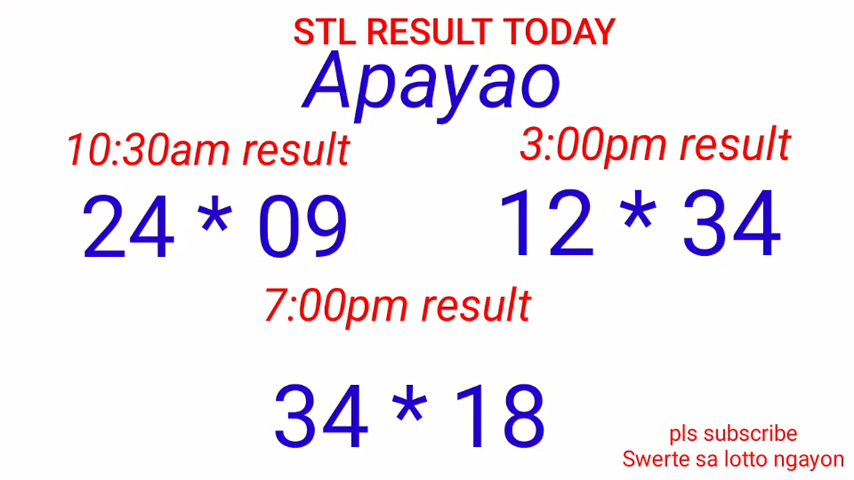 STL RESULT TODAY
Apayao
10:30am result
24 * 09
3:00pm result
12 * 34
7:00pm result
34 * 18
pls subscribe
Swerte sa lotto ngayon